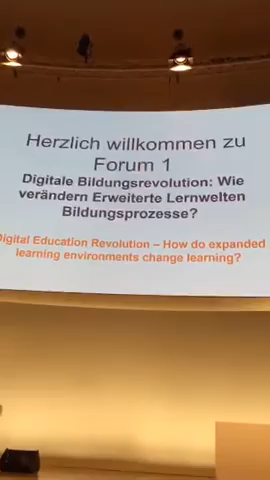 Herzlich willkommen zu
Forum 1
Digitale Bildungsrevolution: Wie
verändern Erweiterte Lernwelten
Bildungsprozesse?
Digital Education Revolution – How do expanded
learning environments change learning?